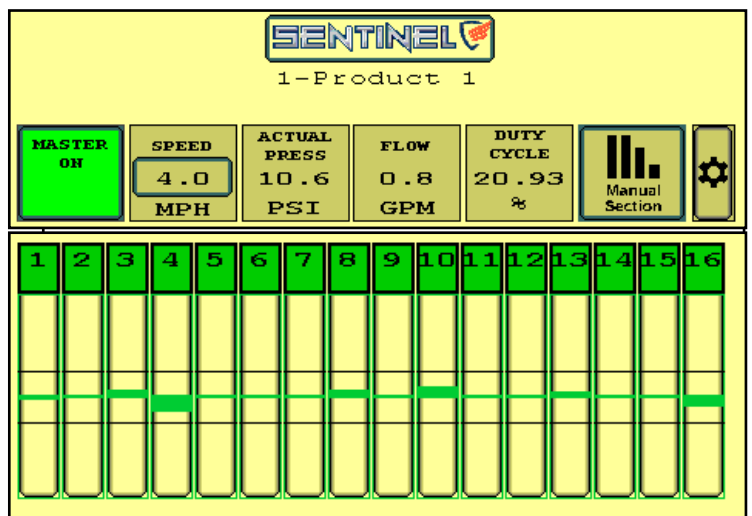 SENTINEL
1-Product 1
MASTER
ON
SPEED
4.0
MPH
ACTUAL
PRESS
10.6
PSI
FLOW
0.8
GPM
DUTY
CYCLE
20.93
%
Manual
Section
1 2 3 4 5 6 7 8 9 10 11 12 13 14 15 16